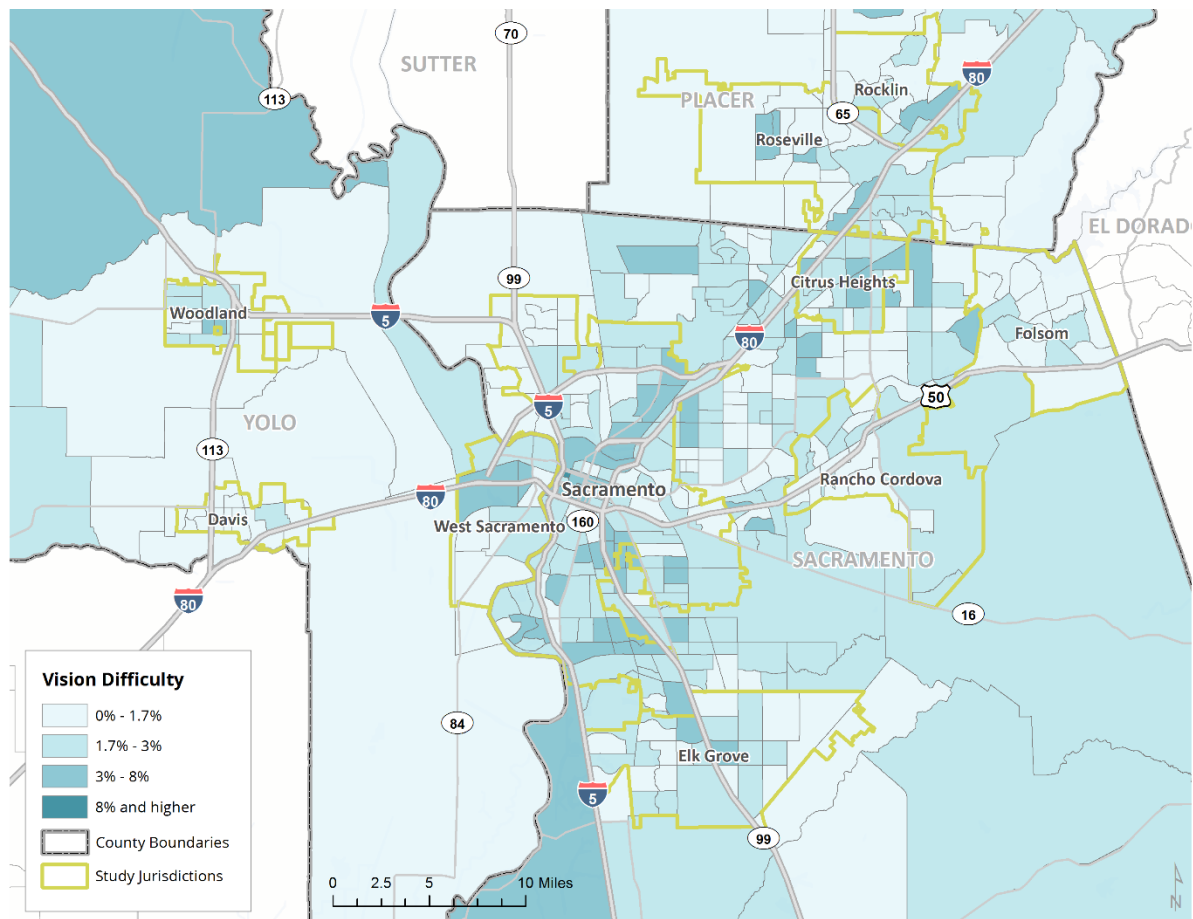 70
SUTTER
80
113
PLACER
Rocklin
65
Roseville
EL DORADO
99
Citrus Heights
Woodland
5
80
Folsom
50
5
YOLO
113
Rancho Cordova
80
Sacramento
Davis
West Sacramento
160
SACRAMENTO
80
16
Vision Difficulty
0% - 1.7%
1.7% - 3%
3% - 8%
8% and higher
County Boundaries
Study Jurisdictions
84
Elk Grove
5
99
0 2.5 5 10 Miles
N